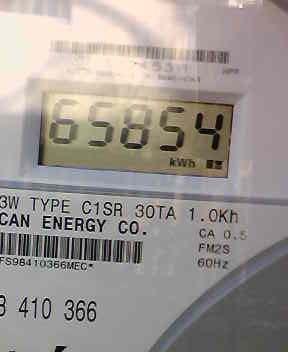 65854
kWh
3W TYPE C1SR 30TA 1.0Kh
CAN ENERGY CO.
CA 0.5
FM2S
FS98410366MEC*
60Hz
410 366